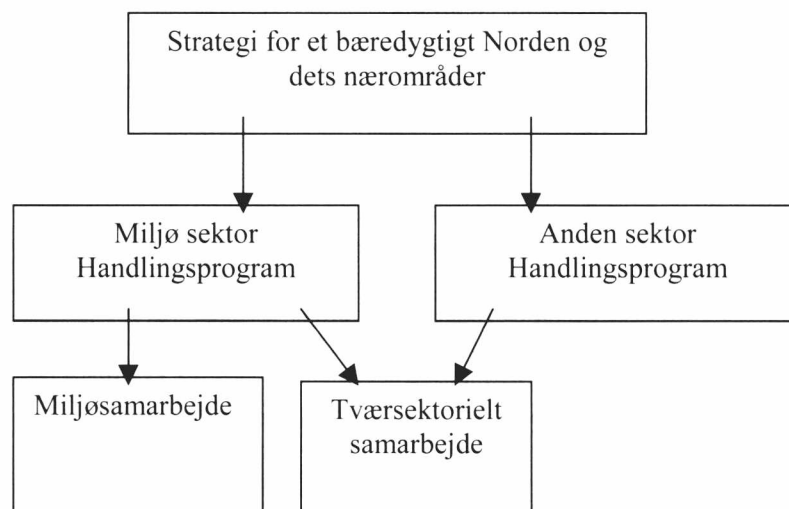 Strategi for et bæredygtigt Norden og
dets nærområder
Miljø sektor
Handlingsprogram
Anden sektor
Handlingsprogram
Miljøsamarbejde
Tværsektorielt
samarbejde